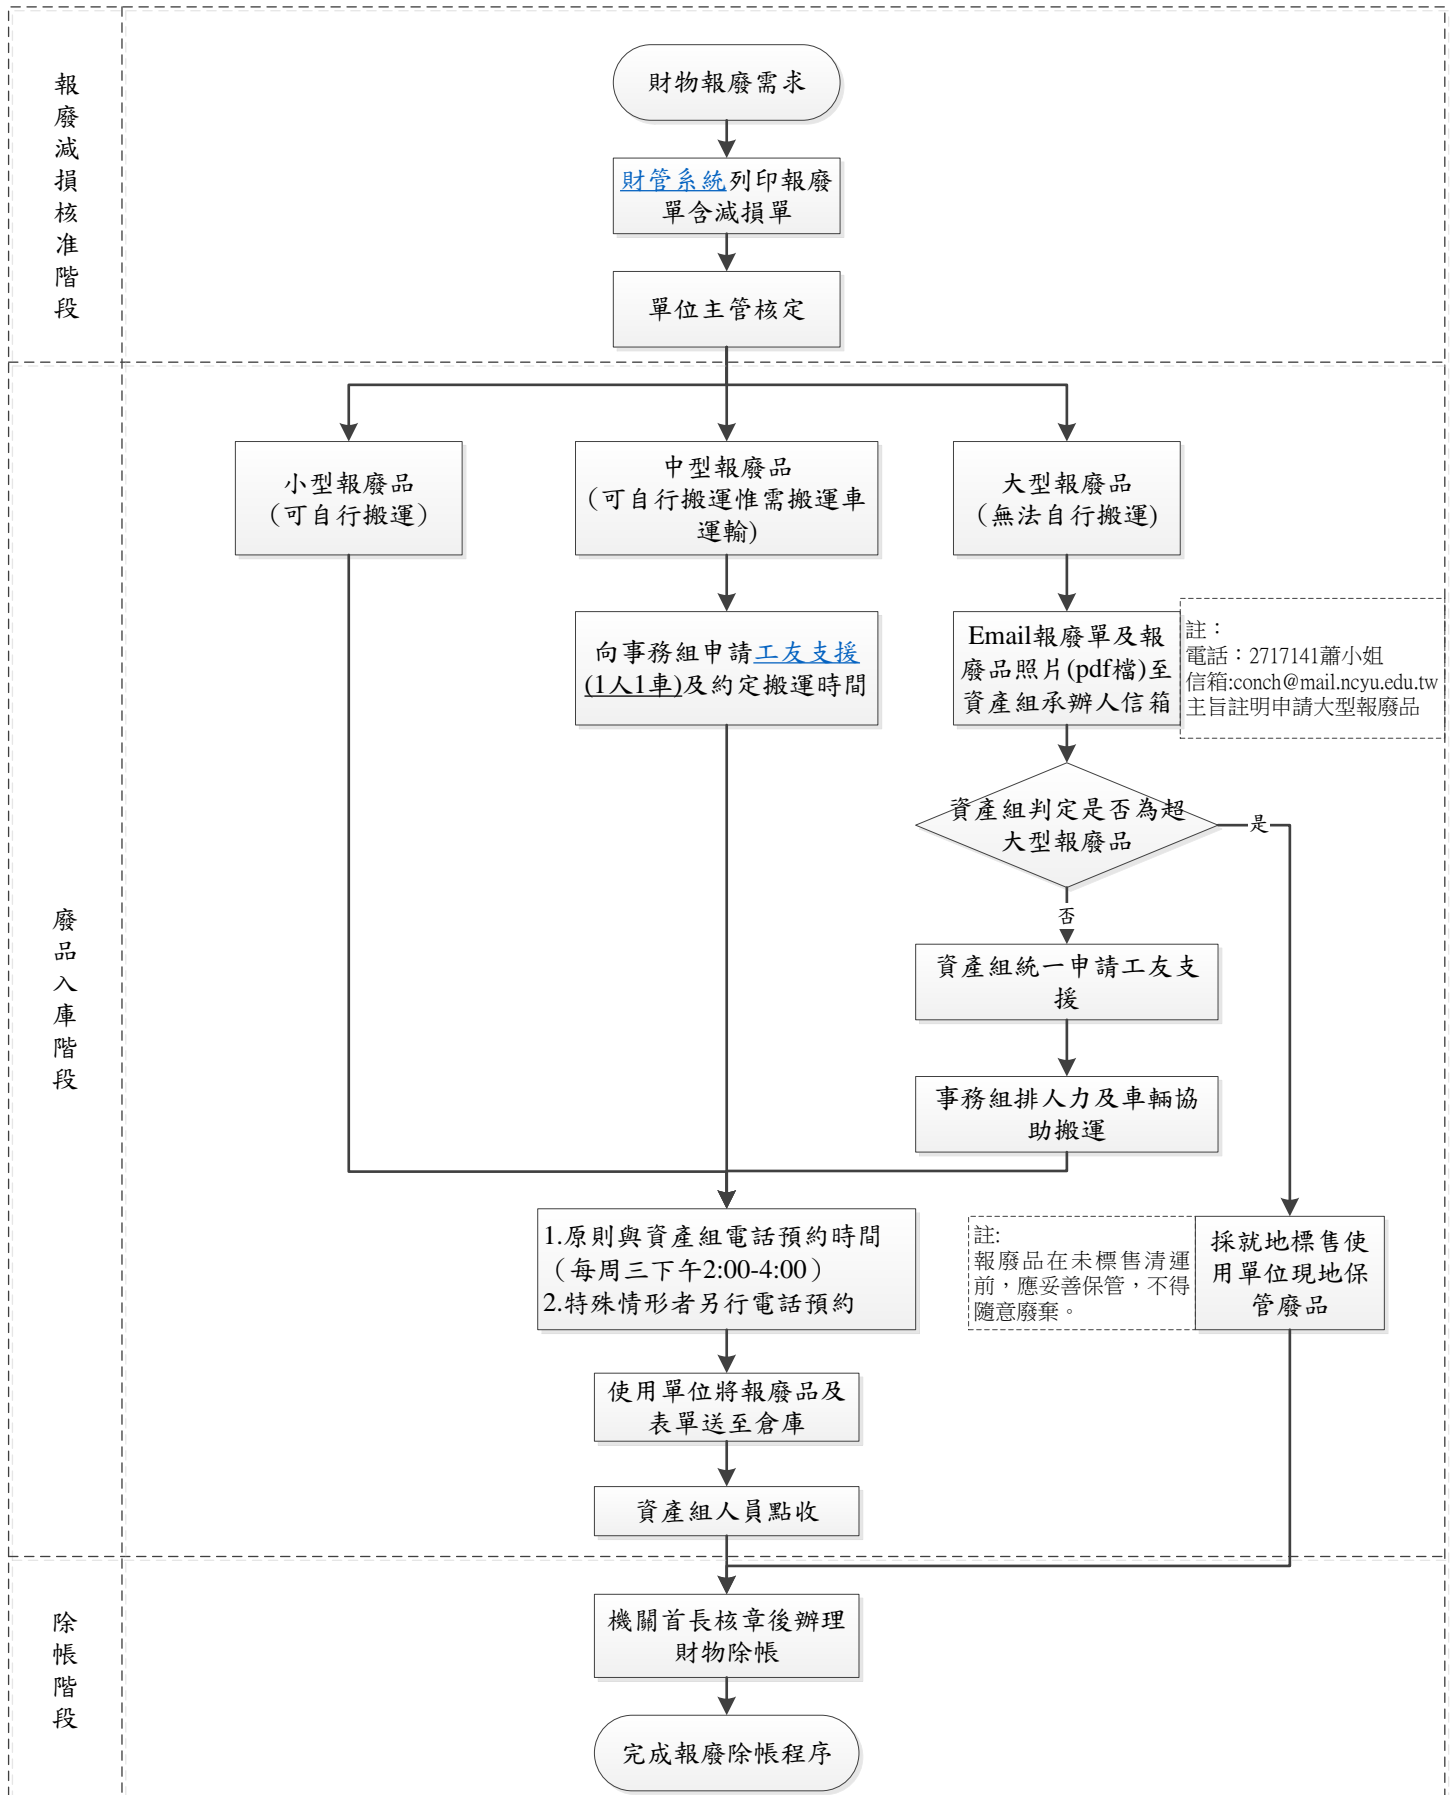 報廢減損核准階段
財物報廢需求
財管系統列印報廢
單含減損單
單位主管核定
廢品入庫階段
小型報廢品
（可自行搬運）
中型報廢品
（可自行搬運惟需搬運車
運輸)
大型報廢品
（無法自行搬運)
向事務組申請工友支援
(1人1車)及約定搬運時間
Email報廢單及報
廢品照片(pdf檔)至
資產組承辦人信箱
註：
電話：2717141蕭小姐
信箱:conch@mail.ncyu.edu.tw
主旨註明申請大型報廢品
資產組判定是否為超
大型報廢品
是
否
資產組統一申請工友支
援
事務組排人力及車輛協
助搬運
1.原則與資產組電話預約時間
（每周三下午2:00-4:00）
2.特殊情形者另行電話預約
註:
報廢品在未標售清運
前，應妥善保管，不得
隨意廢棄。
採就地標售使
用單位現地保
管廢品
使用單位將報廢品及
表單送至倉庫
資產組人員點收
除帳階段
機關首長核章後辦理
財物除帳
完成報廢除帳程序